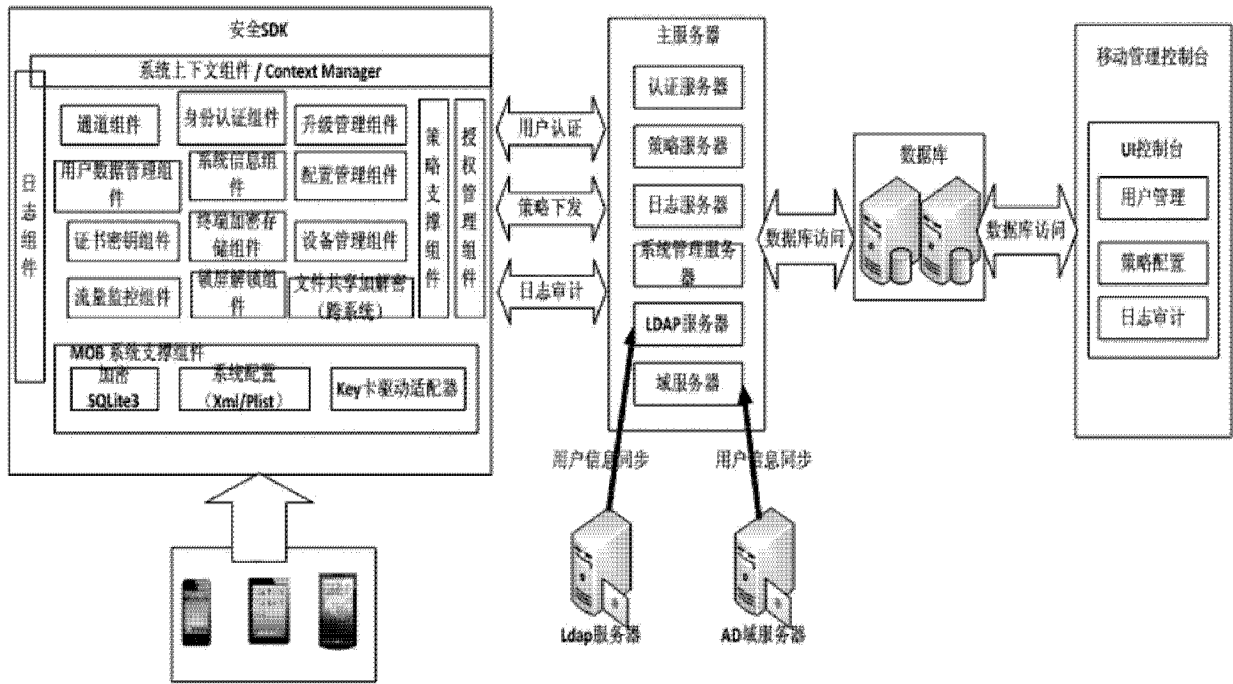 安全SDK
系统上下文组件 / Context Manager
日志组件
通道组件
身份认证组件
升级管理组件
用户数据管理组
件
系统信息组
件
配置管理组件
证书密钥组件
终端加密存
储组件
设备管理组件
流量监控组件
锁屏解锁组
件
文件共享加解密
（跨系统）
策略支撑组件
授权管理组件
MOB 系统支撑组件
加密
SQLite3
系统配置
（Xml/Plist）
Key卡驱动适配器
用户认证
策略下发
日志审计
主服务器
认证服务器
策略服务器
日志服务器
系统管理服务
器
LDAP服务器
域服务器
数据库访问
数据库
数据库访问
移动管理控制台
UI控制台
用户管理
策略配置
日志审计
用户信息同步
用户信息同步
Ldap服务器
AD域服务器